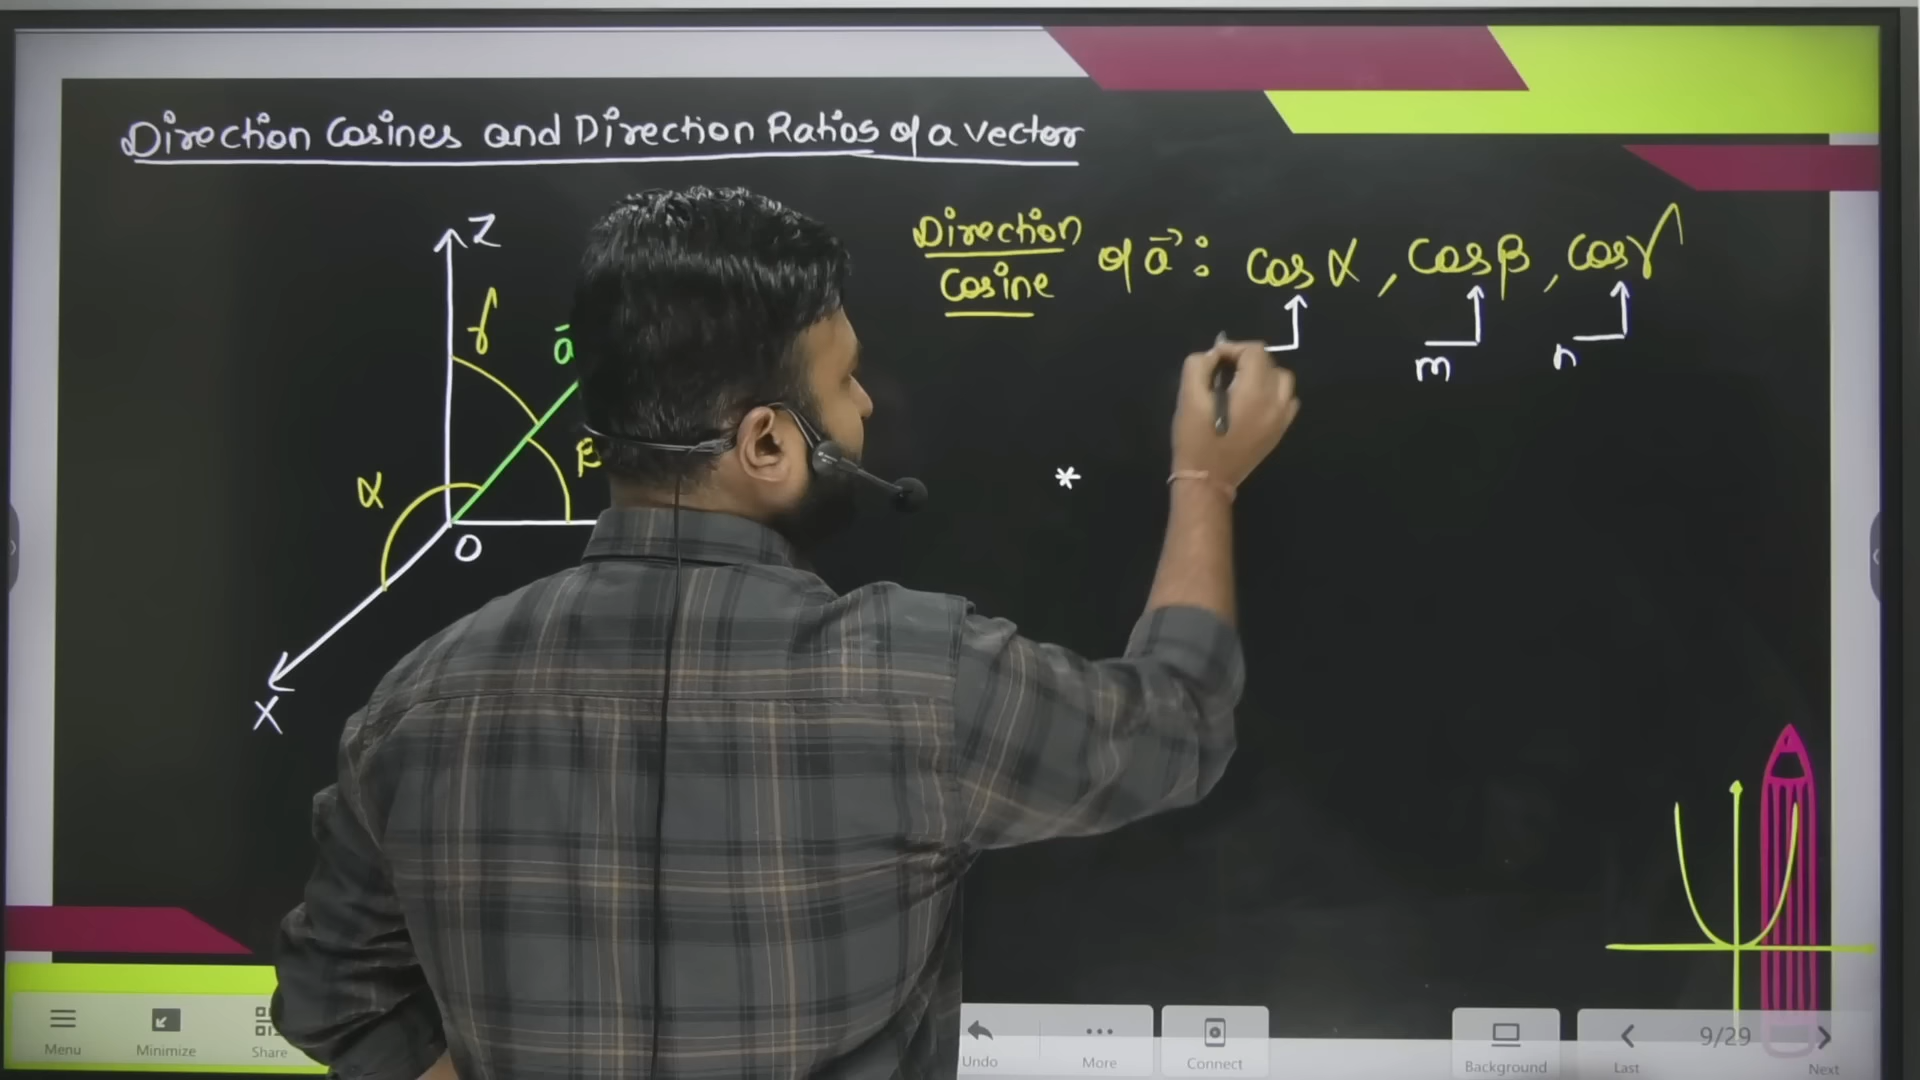 Direction Cosines and Direction Ratios of a vector
Direction Cosine of a⃗ : cos α , cos β , cos γ
m n
Z
γ
a
β
α
O
X
*
Menu Minimize Share Undo More Connect Background Last 9/29 Next